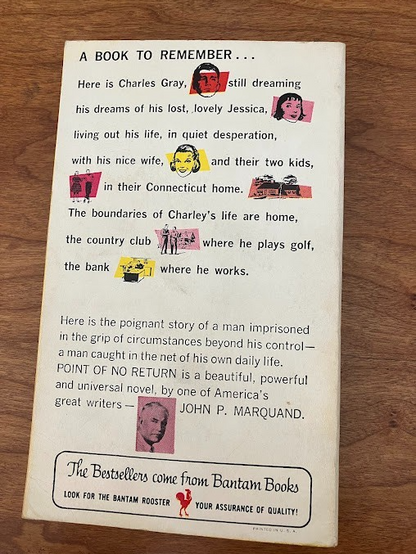 A BOOK TO REMEMBER . . .
Here is Charles Gray, still dreaming
his dreams of his lost, lovely Jessica,
living out his life, in quiet desperation,
with his nice wife, and their two kids,
in their Connecticut home.
The boundaries of Charley's life are home,
the country club where he plays golf,
the bank where he works.
Here is the poignant story of a man imprisoned
in the grip of circumstances beyond his control—
a man caught in the net of his own daily life.
POINT OF NO RETURN is a beautiful, powerful
and universal novel, by one of America's
great writers — JOHN P. MARQUAND.
The Bestsellers come from Bantam Books
LOOK FOR THE BANTAM ROOSTER YOUR ASSURANCE OF QUALITY!
PRINTED IN U. S. A.